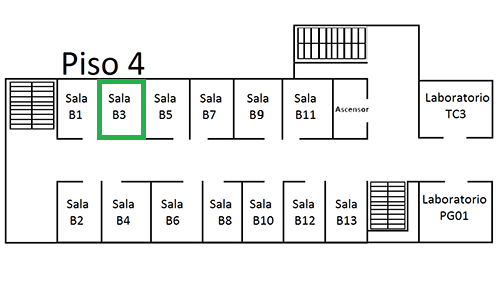 Piso 4
Sala
B1
Sala
B3
Sala
B5
Sala
B7
Sala
B9
Sala
B11
Ascensor
Laboratorio
TC3
Sala
B2
Sala
B4
Sala
B6
Sala
B8
Sala
B10
Sala
B12
Sala
B13
Laboratorio
PG01